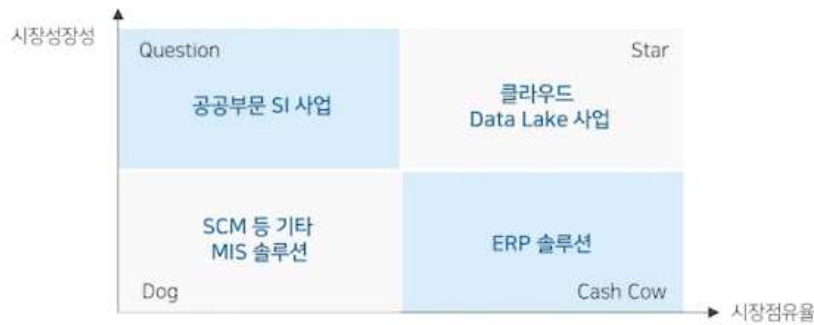 시장성장성
Question
Star
공공부문 SI 사업
클라우드
Data Lake 사업
SCM 등 기타
MIS 솔루션
ERP 솔루션
Dog
Cash Cow
시장점유율